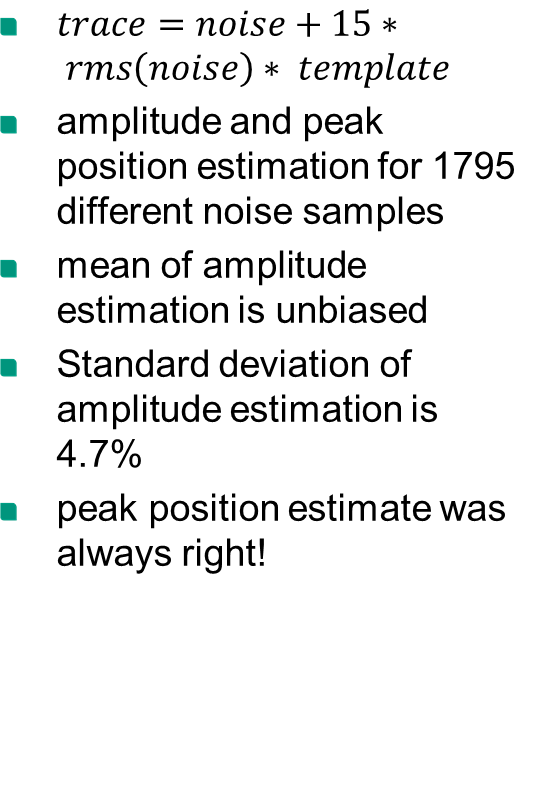 trace = noise + 15 ∗
rms(noise) ∗ template
amplitude and peak
position estimation for 1795
different noise samples
mean of amplitude
estimation is unbiased
Standard deviation of
amplitude estimation is
4.7%
peak position estimate was
always right!